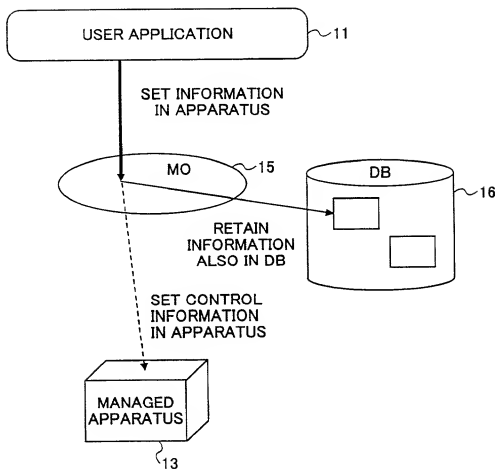 USER APPLICATION
11
SET INFORMATION
IN APPARATUS
MO
15
DB
16
RETAIN
INFORMATION
ALSO IN DB
SET CONTROL
INFORMATION
IN APPARATUS
MANAGED
APPARATUS
13